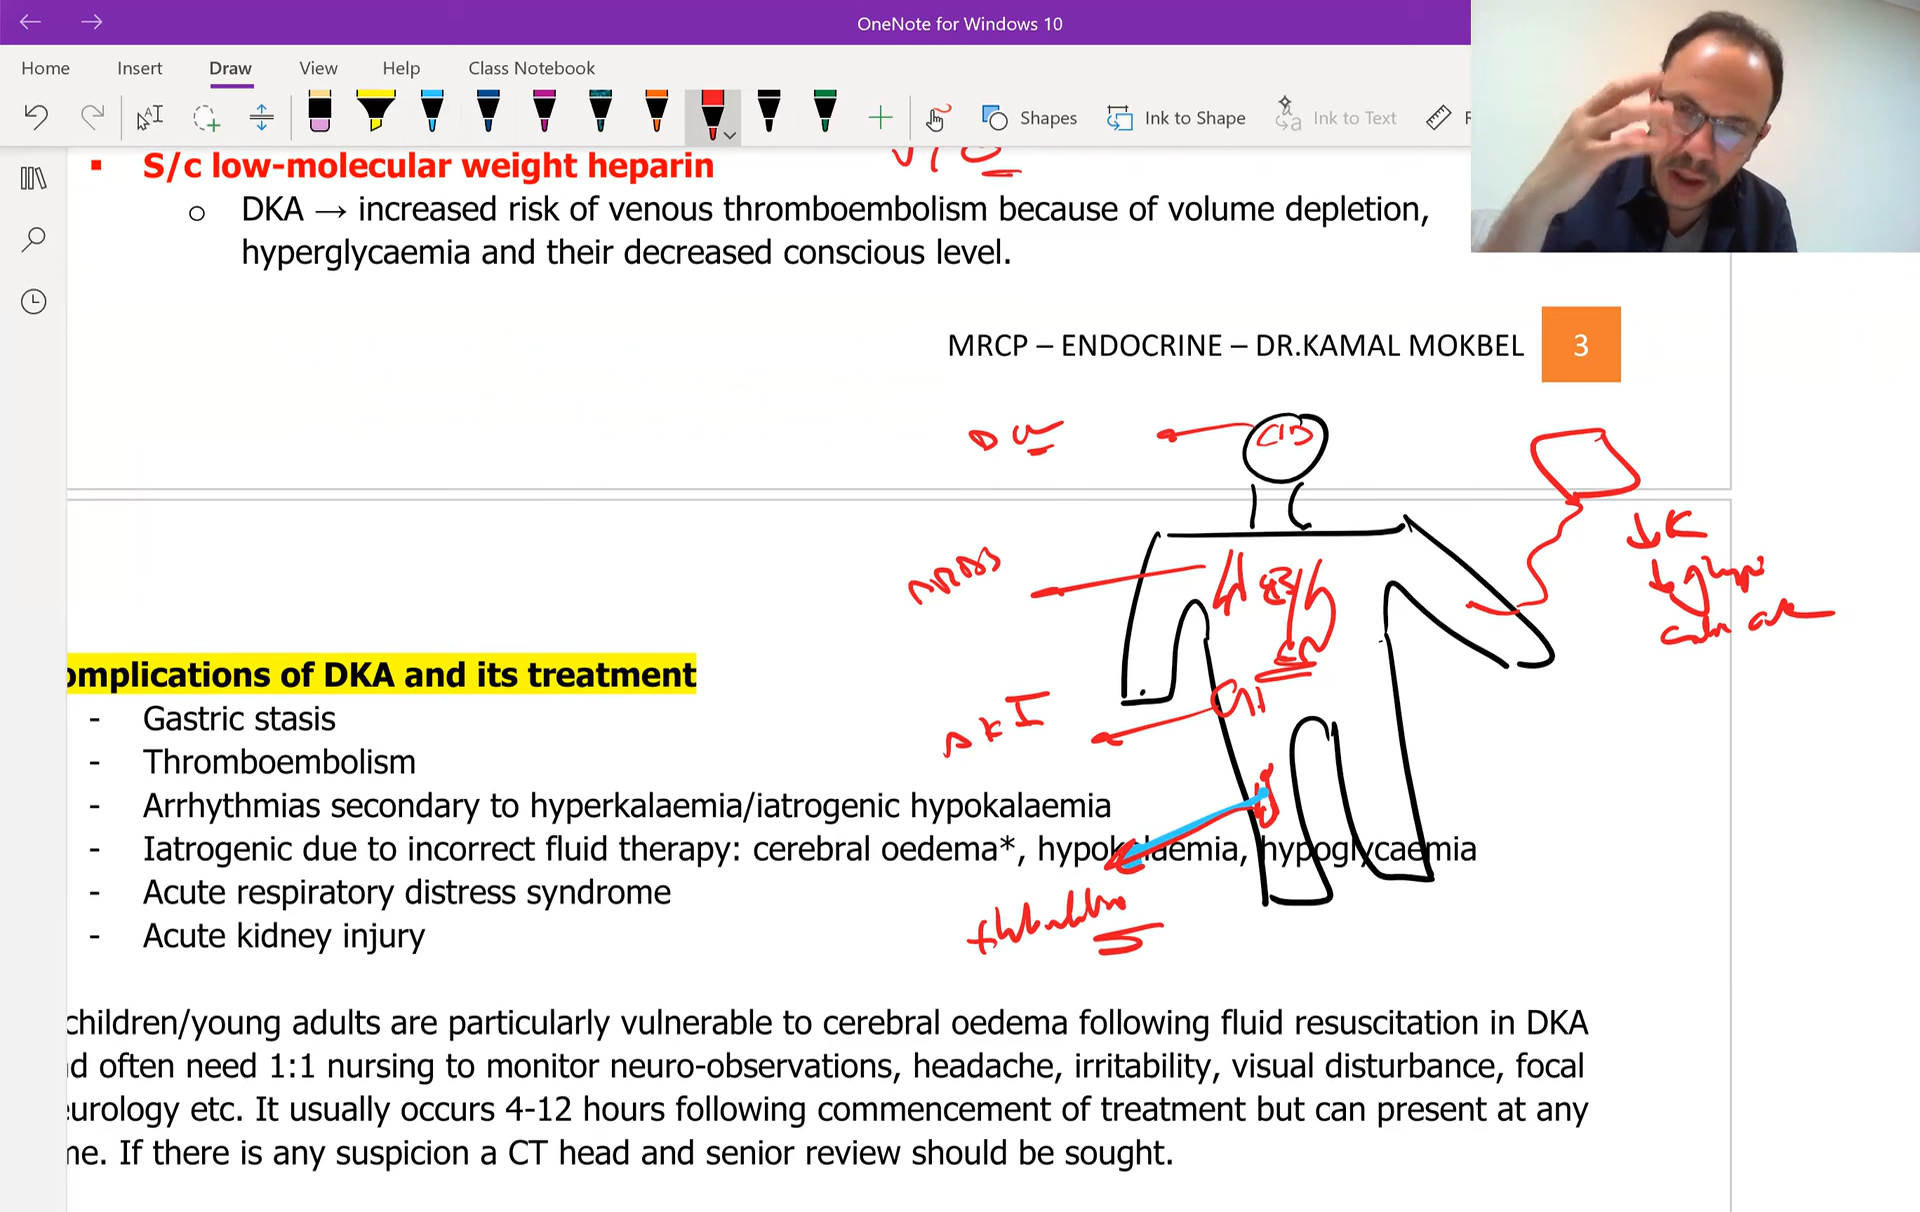 OneNote for Windows 10
Home Insert Draw View Help Class Notebook
Shapes Ink to Shape Ink to Text
S/c low-molecular weight heparin
DKA → increased risk of venous thromboembolism because of volume depletion,
hyperglycaemia and their decreased conscious level.
MRCP – ENDOCRINE – DR.KAMAL MOKBEL 3
↓K
AKI
omplications of DKA and its treatment
- Gastric stasis
- Thromboembolism
- Arrhythmias secondary to hyperkalaemia/iatrogenic hypokalaemia
- Iatrogenic due to incorrect fluid therapy: cerebral oedema*, hypokalaemia, hypoglycaemia
- Acute respiratory distress syndrome
- Acute kidney injury
children/young adults are particularly vulnerable to cerebral oedema following fluid resuscitation in DKA
d often need 1:1 nursing to monitor neuro-observations, headache, irritability, visual disturbance, focal
eurology etc. It usually occurs 4-12 hours following commencement of treatment but can present at any
me. If there is any suspicion a CT head and senior review should be sought.